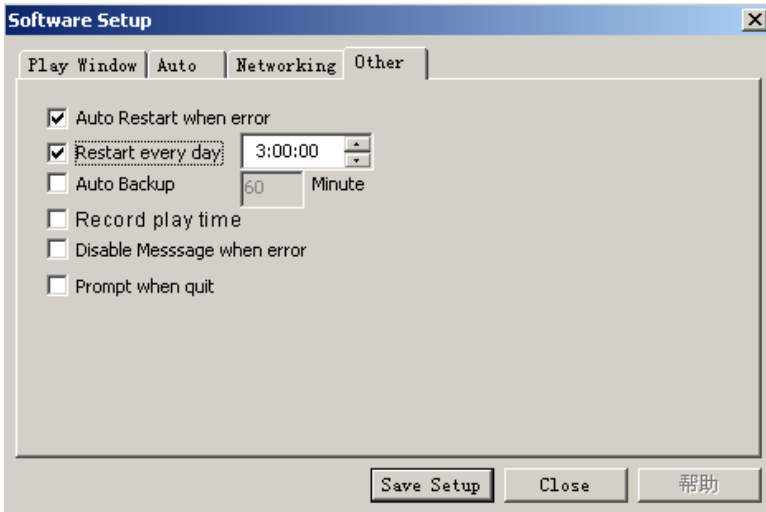 Software Setup
Play Window Auto Networking Other
Auto Restart when error
Restart every day 3:00:00
Auto Backup 60 Minute
Record play time
Disable Messsage when error
Prompt when quit
Save Setup Close 帮助